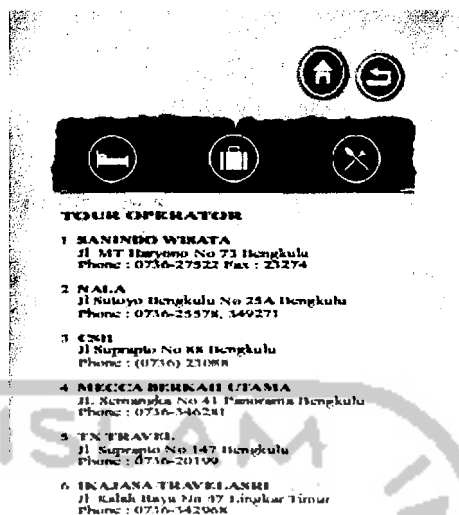 TOUR OPERATOR
1 SANINDO WISATA
Jl. MT Haryono No 73 Bengkulu
Phone : 0736-27522 Fax : 23274
2 NALA
Jl Sutoyo Bengkulu No 25A Bengkulu
Phone : 0736-25578, 349271
3 CSH
Jl Suprapto No 88 Bengkulu
Phone : (0736) 21088
4 MECCA BERKAH UTAMA
Jl. Semangka No 41 Panorama Bengkulu
Phone : 0736-346281
5 TX TRAVEL
Jl. Suprapto No 147 Bengkulu
Phone : 0736-20199
6 IKAJASA TRAVELASRI
Jl Kalah Raya No 47 Lingkar Timur
Phone : 0736-342968
ISLAM